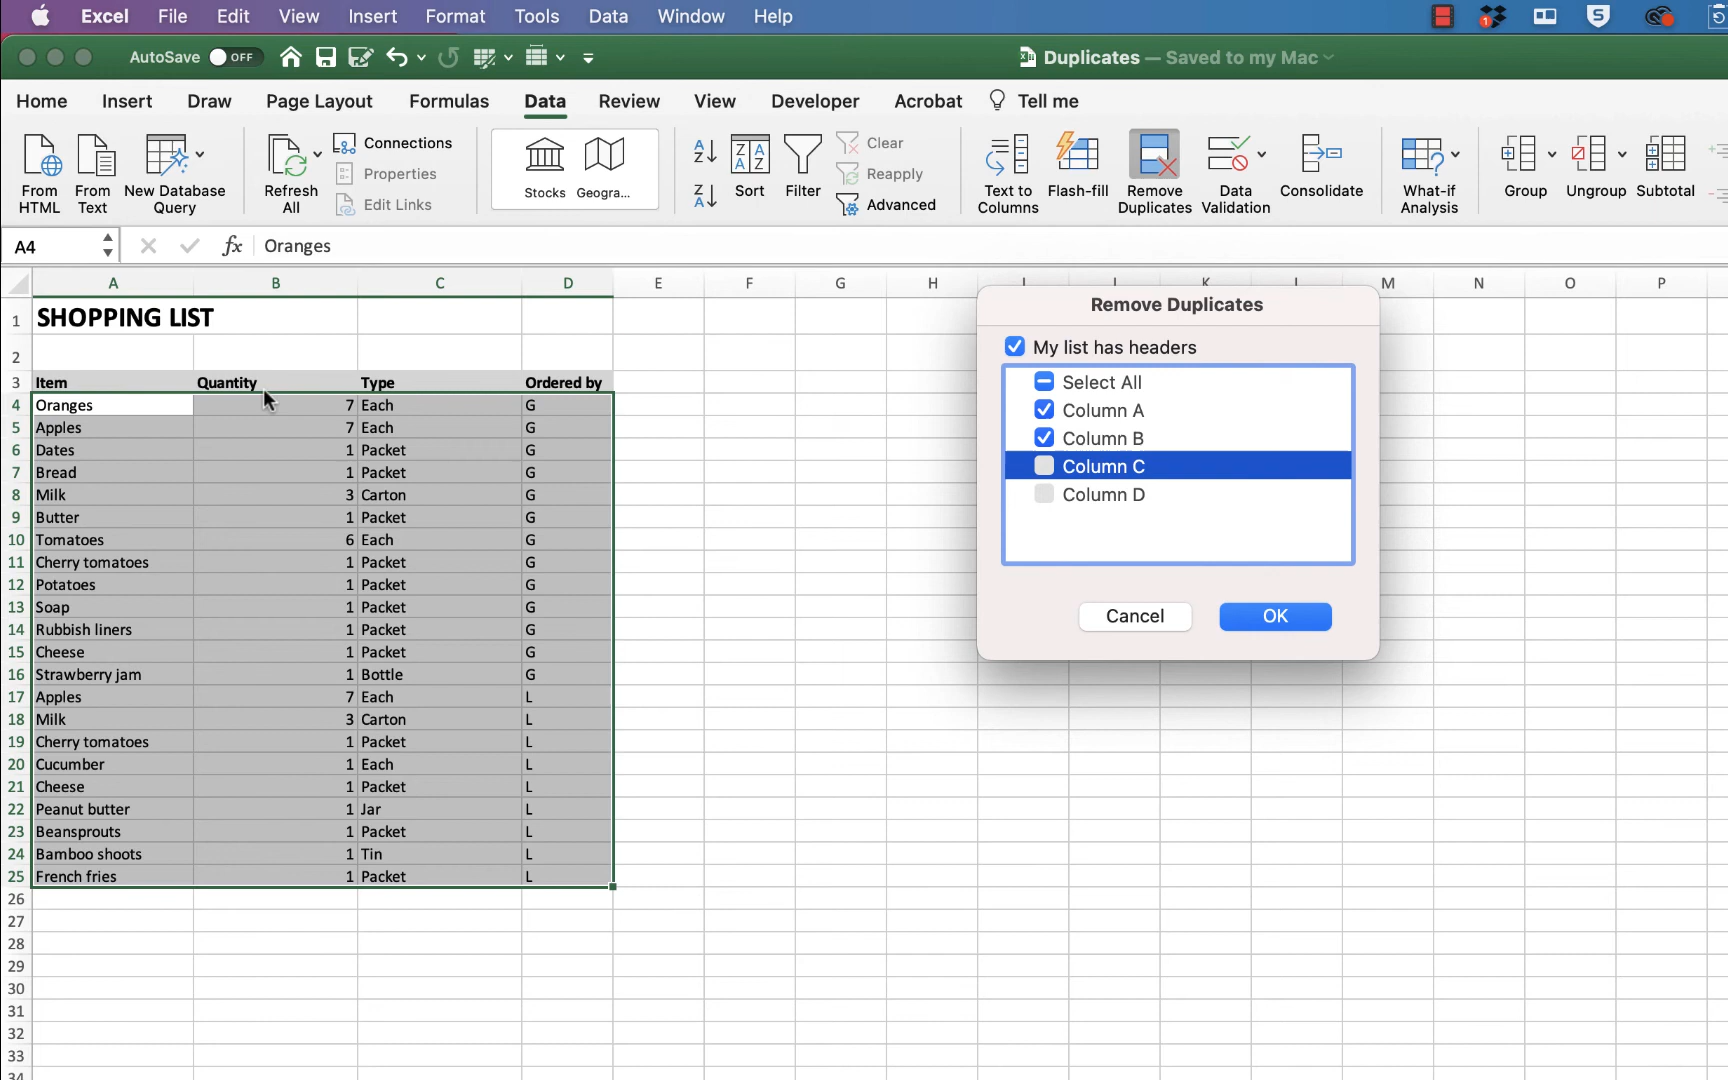 Excel File Edit View Insert Format Tools Data Window Help
1 S
AutoSave OFF Duplicates — Saved to my Mac
Home Insert Draw Page Layout Formulas Data Review View Developer Acrobat Tell me
From HTML
From Text
New Database Query
Refresh All
Connections
Properties
Edit Links
Stocks Geogra...
Sort
Filter
Clear
Reapply
Advanced
Text to Columns
Flash-fill
Remove Duplicates
Data Validation
Consolidate
What-if Analysis
Group
Ungroup
Subtotal
A4 fx Oranges
A B C D E F G H M N O P
1 SHOPPING LIST
2
3 Item Quantity Type Ordered by
4 Oranges 7 Each G
5 Apples 7 Each G
6 Dates 1 Packet G
7 Bread 1 Packet G
8 Milk 3 Carton G
9 Butter 1 Packet G
10 Tomatoes 6 Each G
11 Cherry tomatoes 1 Packet G
12 Potatoes 1 Packet G
13 Soap 1 Packet G
14 Rubbish liners 1 Packet G
15 Cheese 1 Packet G
16 Strawberry jam 1 Bottle G
17 Apples 7 Each L
18 Milk 3 Carton L
19 Cherry tomatoes 1 Packet L
20 Cucumber 1 Each L
21 Cheese 1 Packet L
22 Peanut butter 1 Jar L
23 Beansprouts 1 Packet L
24 Bamboo shoots 1 Tin L
25 French fries 1 Packet L
26
27
28
29
30
31
32
33
34
Remove Duplicates
My list has headers
Select All
Column A
Column B
Column C
Column D
Cancel OK